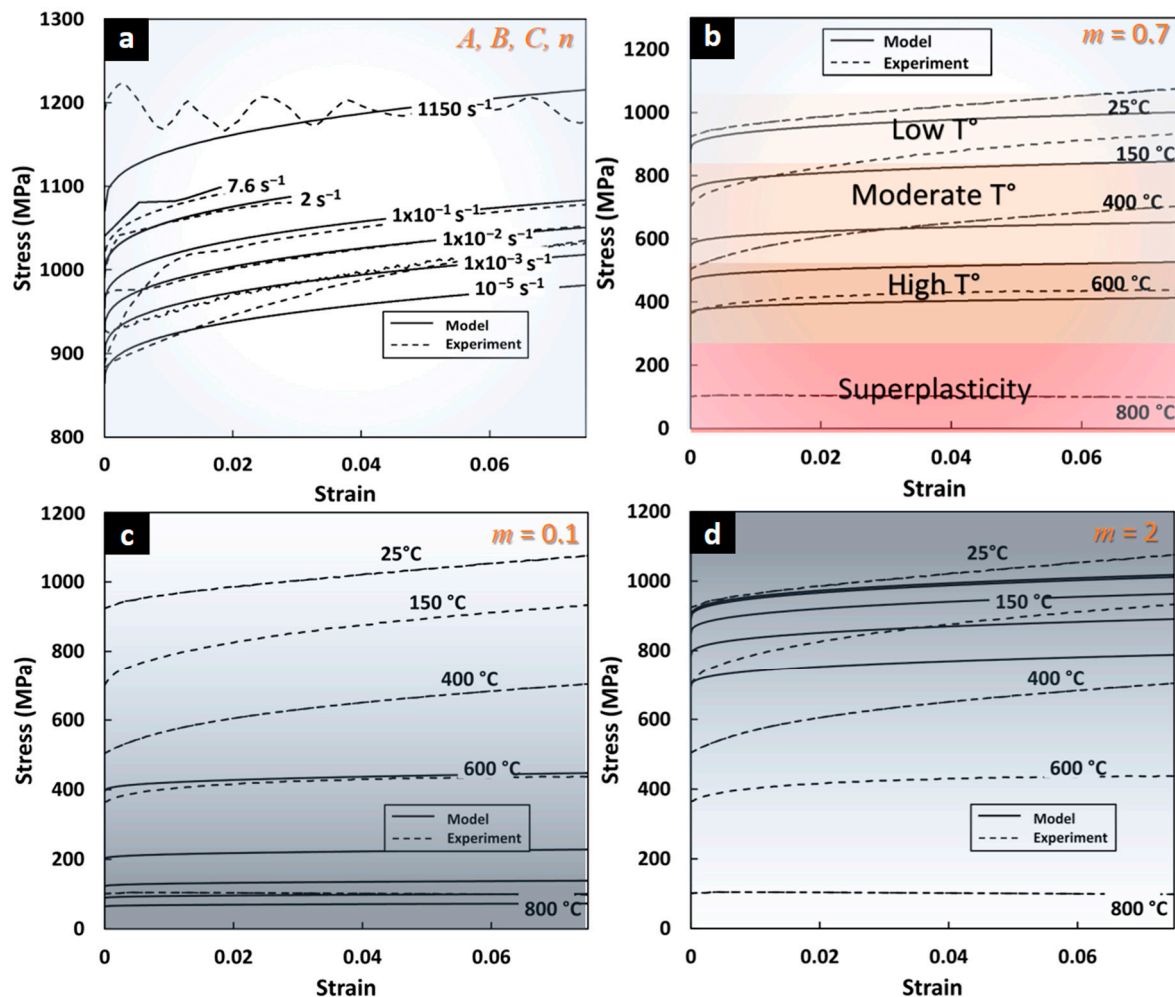 a
A, B, C, n
1300
1200
1100
1000
900
800
Stress (MPa)
1150 s⁻¹
7.6 s⁻¹
2 s⁻¹
1x10⁻¹ s⁻¹
1x10⁻² s⁻¹
1x10⁻³ s⁻¹
10⁻⁵ s⁻¹
Model
Experiment
0
0.02
0.04
0.06
Strain
b
m = 0.7
1200
1000
800
600
400
200
0
Stress (MPa)
Model
Experiment
25°C
Low T°
150 °C
Moderate T°
400 °C
High T°
600 °C
Superplasticity
800 °C
0
0.02
0.04
0.06
Strain
c
m = 0.1
1200
1000
800
600
400
200
0
Stress (MPa)
25°C
150 °C
400 °C
600 °C
Model
Experiment
800 °C
0
0.02
0.04
0.06
Strain
d
m = 2
1200
1000
800
600
400
200
0
Stress (MPa)
25°C
150 °C
400 °C
600 °C
Model
Experiment
800 °C
0
0.02
0.04
0.06
Strain